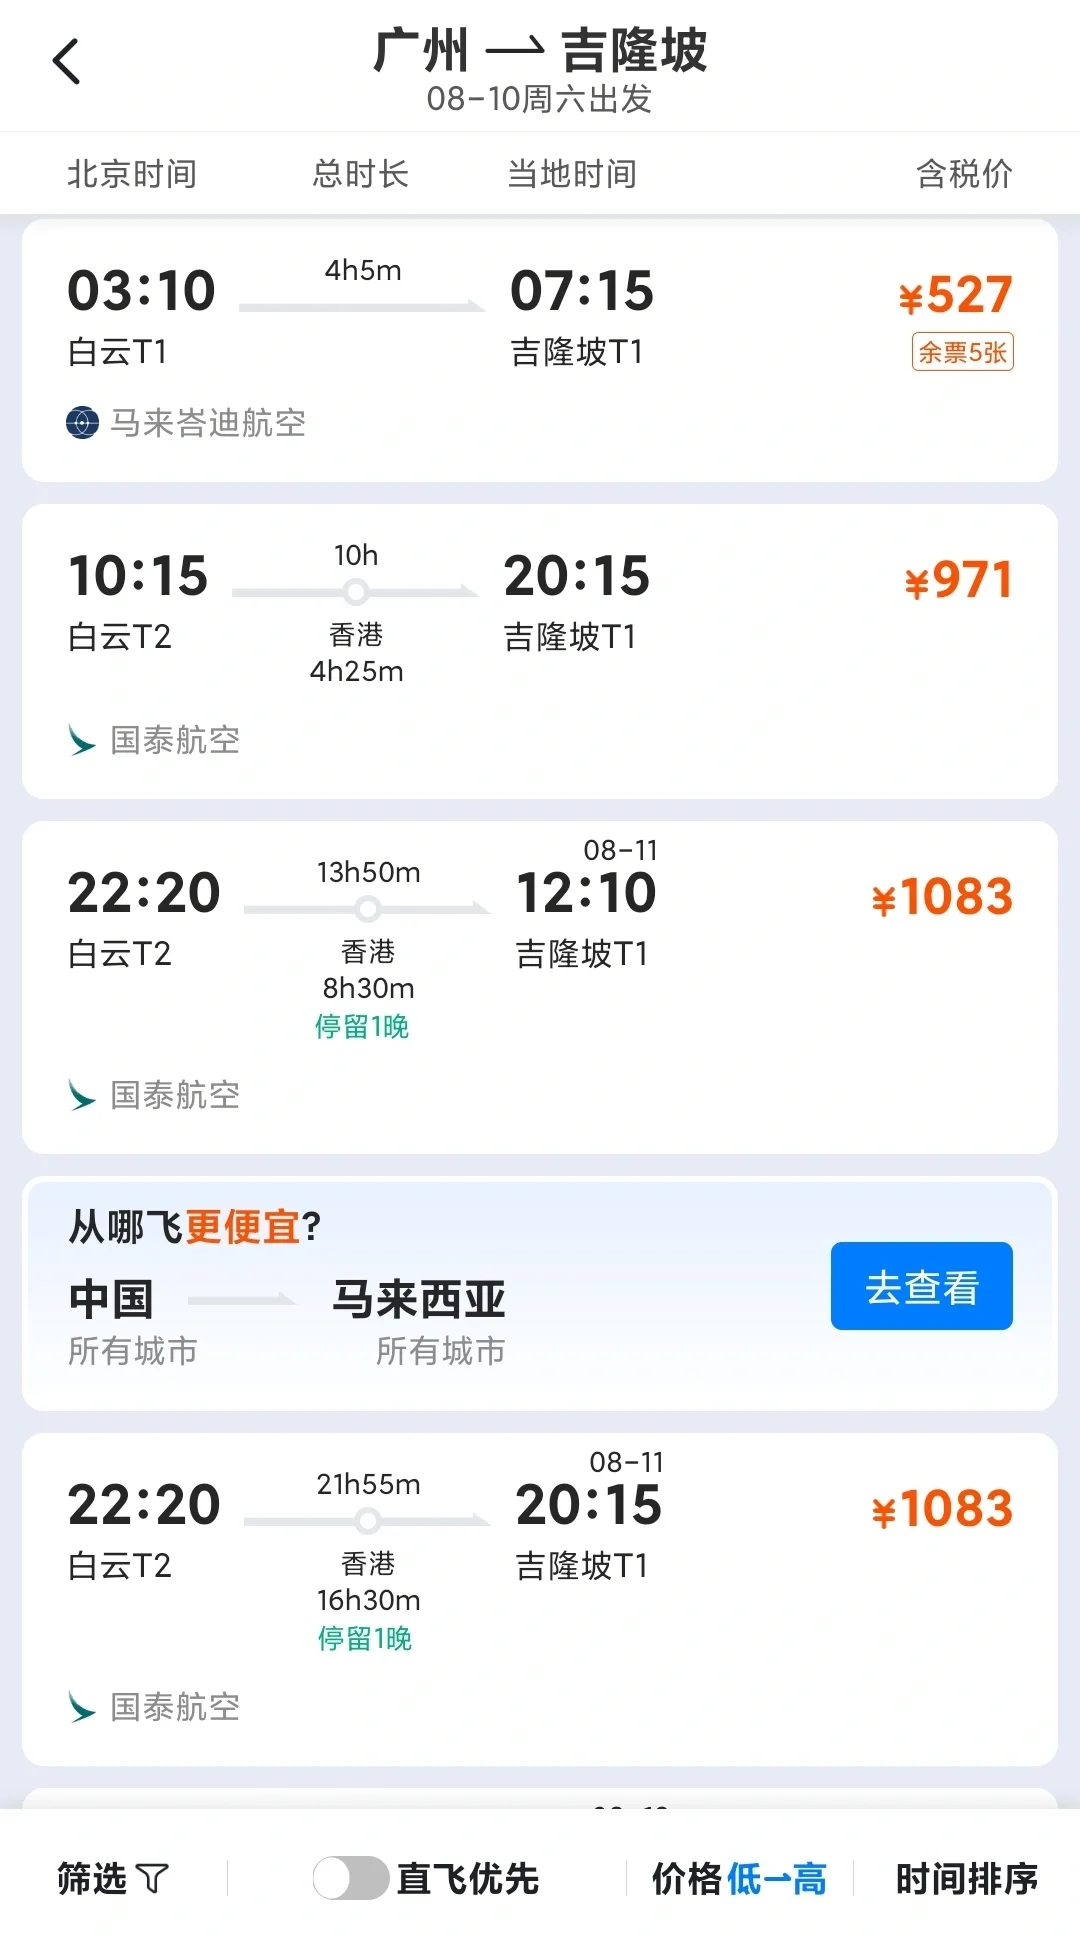 广州 → 吉隆坡
08-10周六出发
北京时间 总时长 当地时间 含税价
4h5m
03:10 07:15 ¥527
白云T1 吉隆坡T1 余票5张
马来峇迪航空
10h
10:15 20:15 ¥971
白云T2 香港 吉隆坡T1
4h25m
国泰航空
08-11
13h50m
22:20 12:10 ¥1083
白云T2 香港 吉隆坡T1
8h30m
停留1晚
国泰航空
从哪飞更便宜?
中国 马来西亚 去查看
所有城市 所有城市
08-11
21h55m
22:20 20:15 ¥1083
白云T2 香港 吉隆坡T1
16h30m
停留1晚
国泰航空
筛选 直飞优先 价格低→高 时间排序